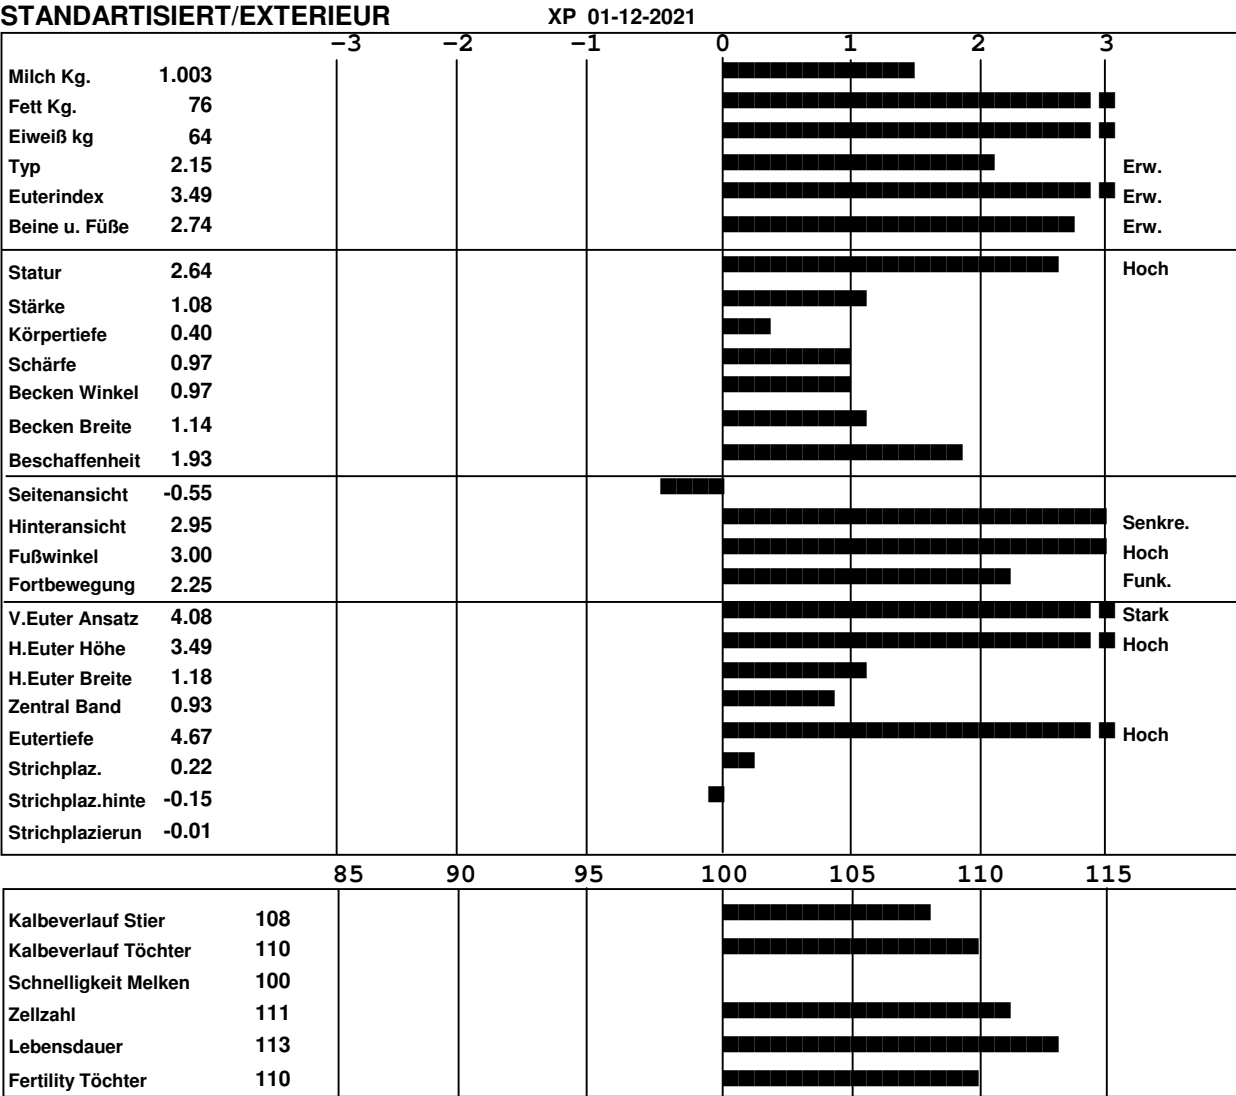 STANDARTISIERT/EXTERIEUR XP 01-12-2021
-3 -2 -1 0 1 2 3
Milch Kg. 1.003
Fett Kg. 76
Eiweiß kg 64
Typ 2.15 Erw.
Euterindex 3.49 Erw.
Beine u. Füße 2.74 Erw.
Statur 2.64 Hoch
Stärke 1.08
Körpertiefe 0.40
Schärfe 0.97
Becken Winkel 0.97
Becken Breite 1.14
Beschaffenheit 1.93
Seitenansicht -0.55
Hinteransicht 2.95 Senkre.
Fußwinkel 3.00 Hoch
Fortbewegung 2.25 Funk.
V.Euter Ansatz 4.08 Stark
H.Euter Höhe 3.49 Hoch
H.Euter Breite 1.18
Zentral Band 0.93
Eutertiefe 4.67 Hoch
Strichplaz. 0.22
Strichplaz.hinte -0.15
Strichplazierun -0.01
85 90 95 100 105 110 115
Kalbeverlauf Stier 108
Kalbeverlauf Töchter 110
Schnelligkeit Melken 100
Zellzahl 111
Lebensdauer 113
Fertility Töchter 110